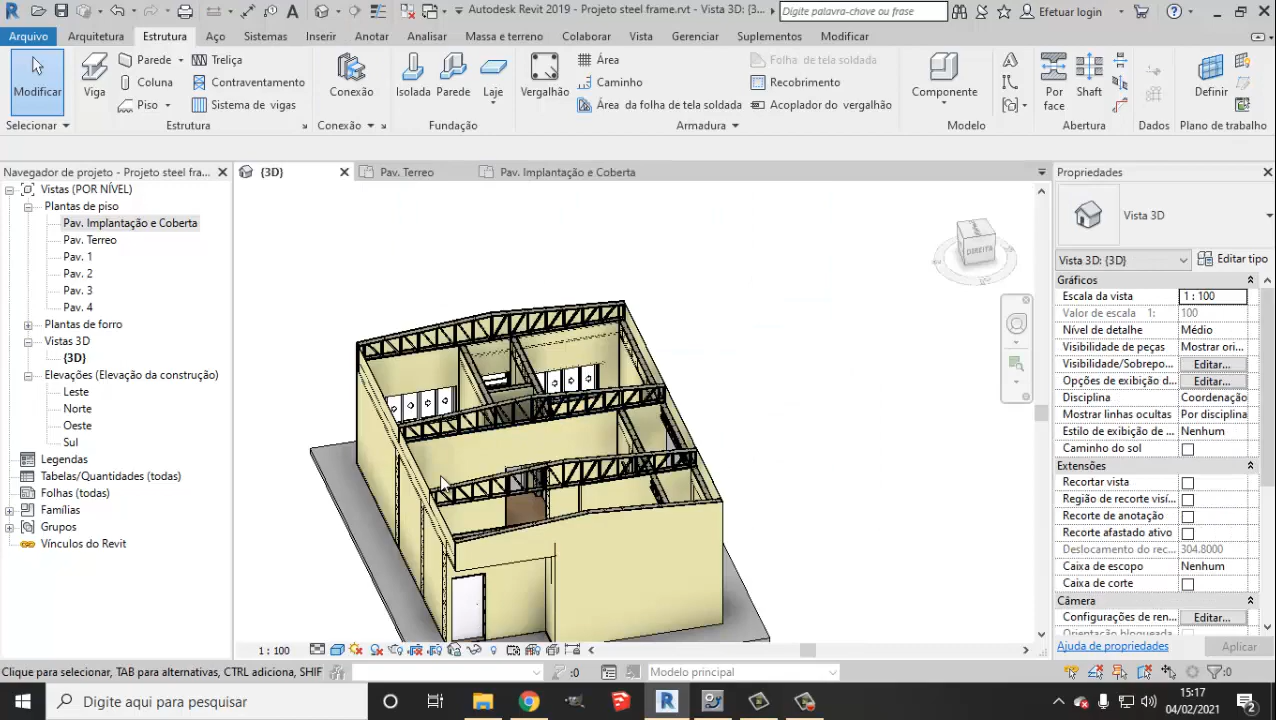 Autodesk Revit 2019 - Projeto steel frame.rvt - Vista 3D: {3...
Digite palavra-chave ou frase
Efetuar login
Arquivo Arquitetura Estrutura Aço Sistemas Inserir Anotar Analisar Massa e terreno Colaborar Vista Gerenciar Suplementos Modificar
Parede Treliça
Área
Folha de tela soldada
Coluna Contraventamento
Caminho
Recobrimento
Modificar Viga Piso Sistema de vigas Conexão Isolada Parede Laje Vergalhão Área da folha de tela soldada Acoplador do vergalhão Componente Por face Shaft Definir
Selecionar Estrutura Conexão Fundação Armadura Modelo Abertura Dados Plano de trabalho
Navegador de projeto - Projeto steel fra...
{3D} Pav. Terreo Pav. Implantação e Coberta
Propriedades
Vistas (POR NÍVEL)
Plantas de piso
Pav. Implantação e Coberta
Pav. Terreo
Pav. 1
Pav. 2
Pav. 3
Pav. 4
Plantas de forro
Vistas 3D
{3D}
Elevações (Elevação da construção)
Leste
Norte
Oeste
Sul
Legendas
Tabelas/Quantidades (todas)
Folhas (todas)
Famílias
Grupos
Vínculos do Revit
DIREITA
Vista 3D
Vista 3D: {3D} Editar tipo
Gráficos
Escala da vista 1 : 100
Valor de escala 1: 100
Nível de detalhe Médio
Visibilidade de peças Mostrar ori...
Visibilidade/Sobrepo... Editar...
Opções de exibição d... Editar...
Disciplina Coordenação
Mostrar linhas ocultas Por disciplina
Estilo de exibição de ... Nenhum
Caminho do sol
Extensões
Recortar vista
Região de recorte visí...
Recorte de anotação
Recorte afastado ativo
Deslocamento do rec... 304.8000
Caixa de escopo Nenhum
Caixa de corte
Câmera
Configurações de ren... Editar...
Orientação bloqueada
Ajuda de propriedades Aplicar
1 : 100
Clique para selecionar, TAB para alternativas, CTRL adiciona, SHIF
:0
Modelo principal
:0
Digite aqui para pesquisar
15:17
04/02/2021
2